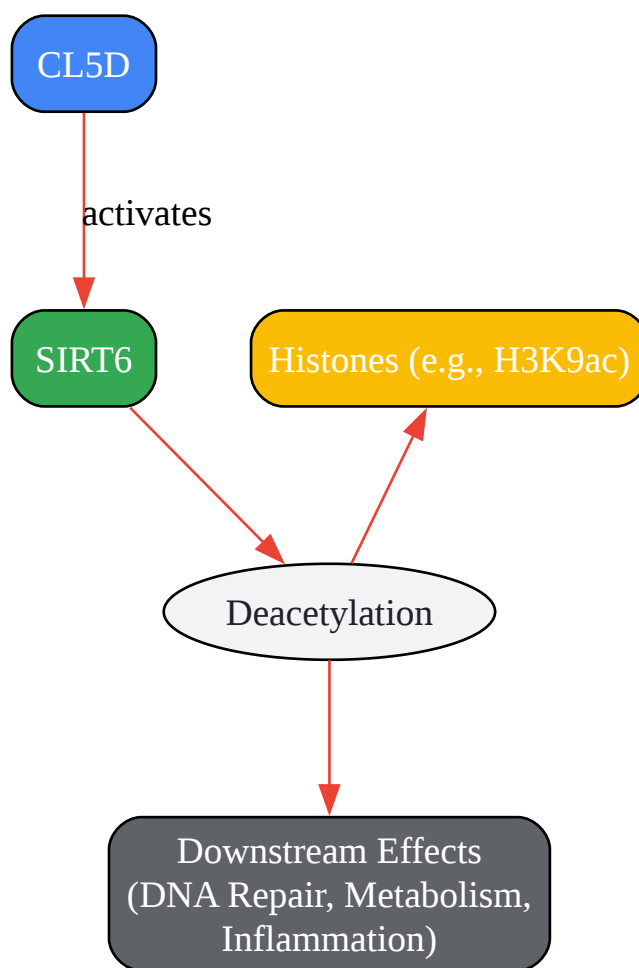 CL5D
activates
SIRT6
Histones (e.g., H3K9ac)
Deacetylation
Downstream Effects
(DNA Repair, Metabolism,
Inflammation)